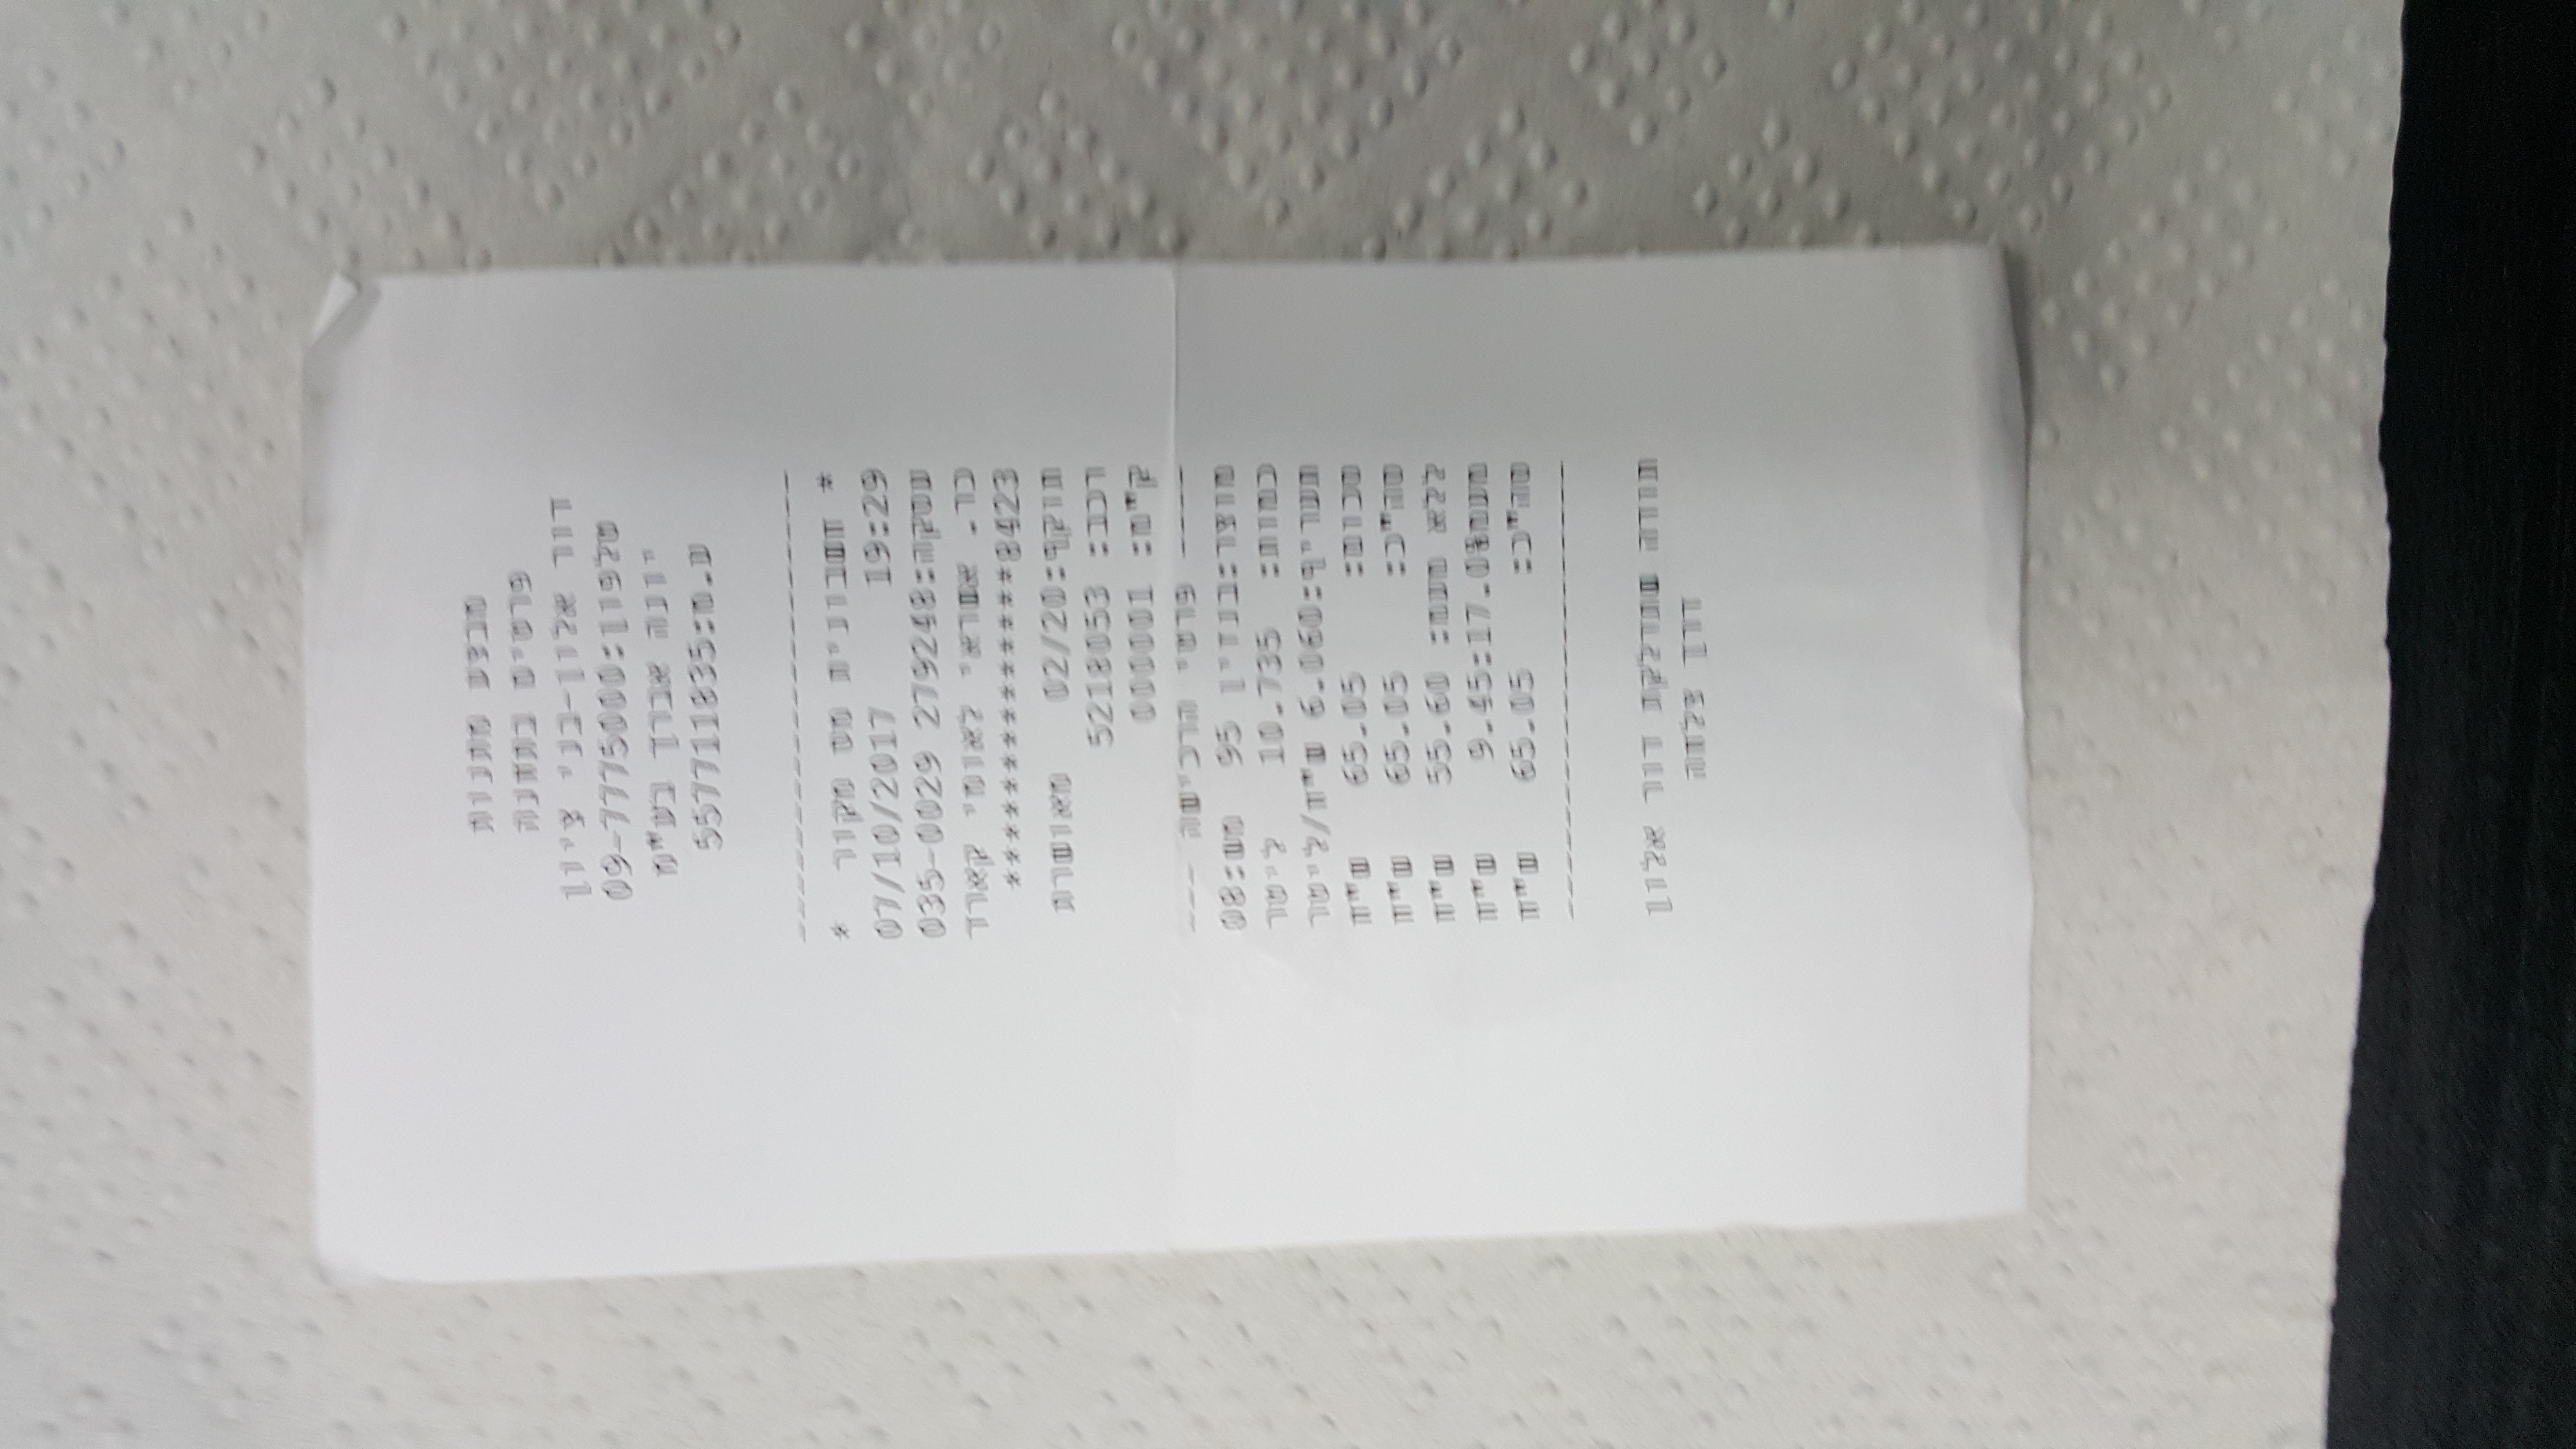 מבצע מתנות
פרטים בתחנה
דור אלון-בני ציון
טלפון:09-7775000
יונה אברך בע"מ
ע.מ:557711835
--------------------
* חשבונית מס מקור *
07/10/2017 19:29
עסקה:279248 035-0029
כר. אשראי לאומי קארד
**************8423
תוקף:02/20 מאושרת
רכב: 5218053
ק"מ: 000001
---- פרטי הרכישה ---
מוצר:בנזין 95 מש:08
כמות: 10.735 ליטר
תעריף:6.060 ש"ח/ליטר
סכום: 65.05 ש"ח
סה"כ: 65.05 ש"ח
ללא מעמ: 55.60 ש"ח
מעמ17.0%:9.45 ש"ח
סה"כ: 65.05 ש"ח
--------------------
תודה שתדלקת דור אלון
דרך צלחה